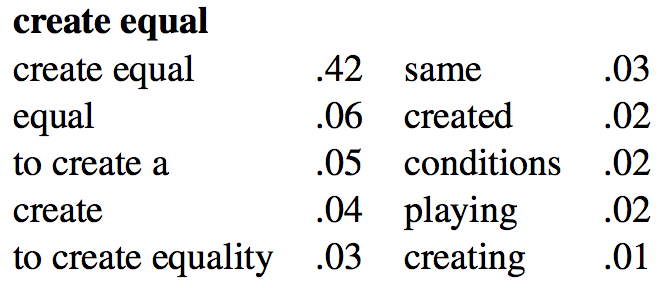 create equal
create equal .42 same .03
equal .06 created .02
to create a .05 conditions .02
create .04 playing .02
to create equality .03 creating .01